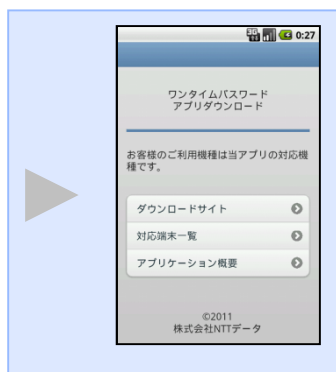 0:27
ワンタイムパスワード
アプリダウンロード
お客様のご利用機種は当アプリの対応機
種です。
ダウンロードサイト
対応端末一覧
アプリケーション概要
©2011
株式会社NTTデータ